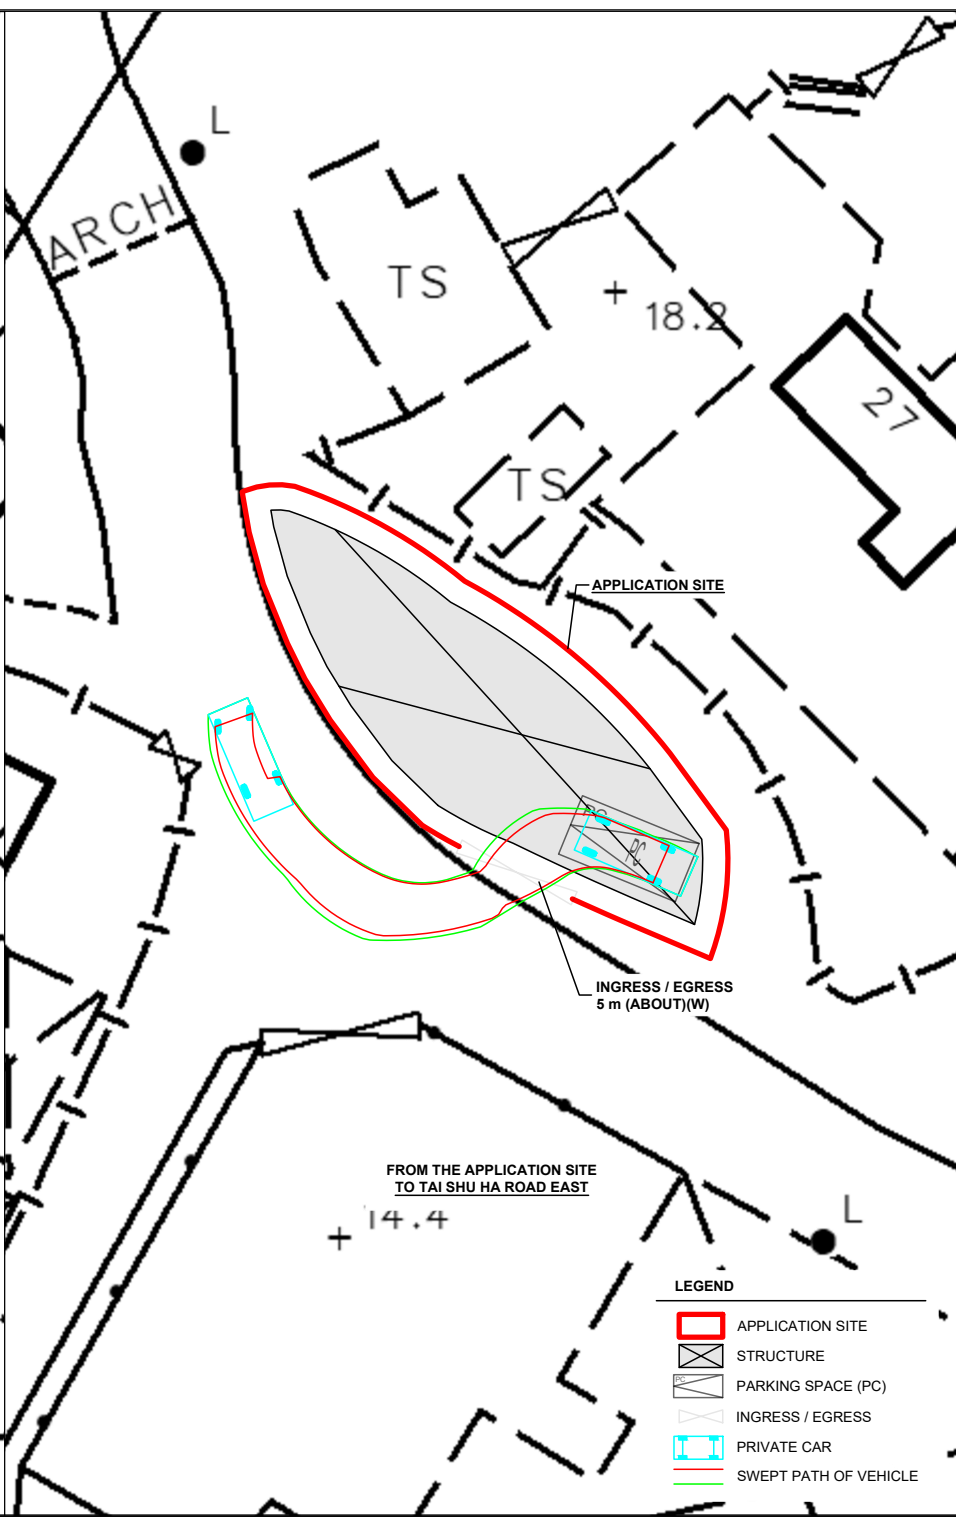 L
ARCH
TS
18.2
27
TS
APPLICATION SITE
PC
PC
INGRESS / EGRESS
5 m (ABOUT)(W)
FROM THE APPLICATION SITE
TO TAI SHU HA ROAD EAST
14.4
L
LEGEND
APPLICATION SITE
STRUCTURE
PC
PARKING SPACE (PC)
INGRESS / EGRESS
PRIVATE CAR
SWEPT PATH OF VEHICLE